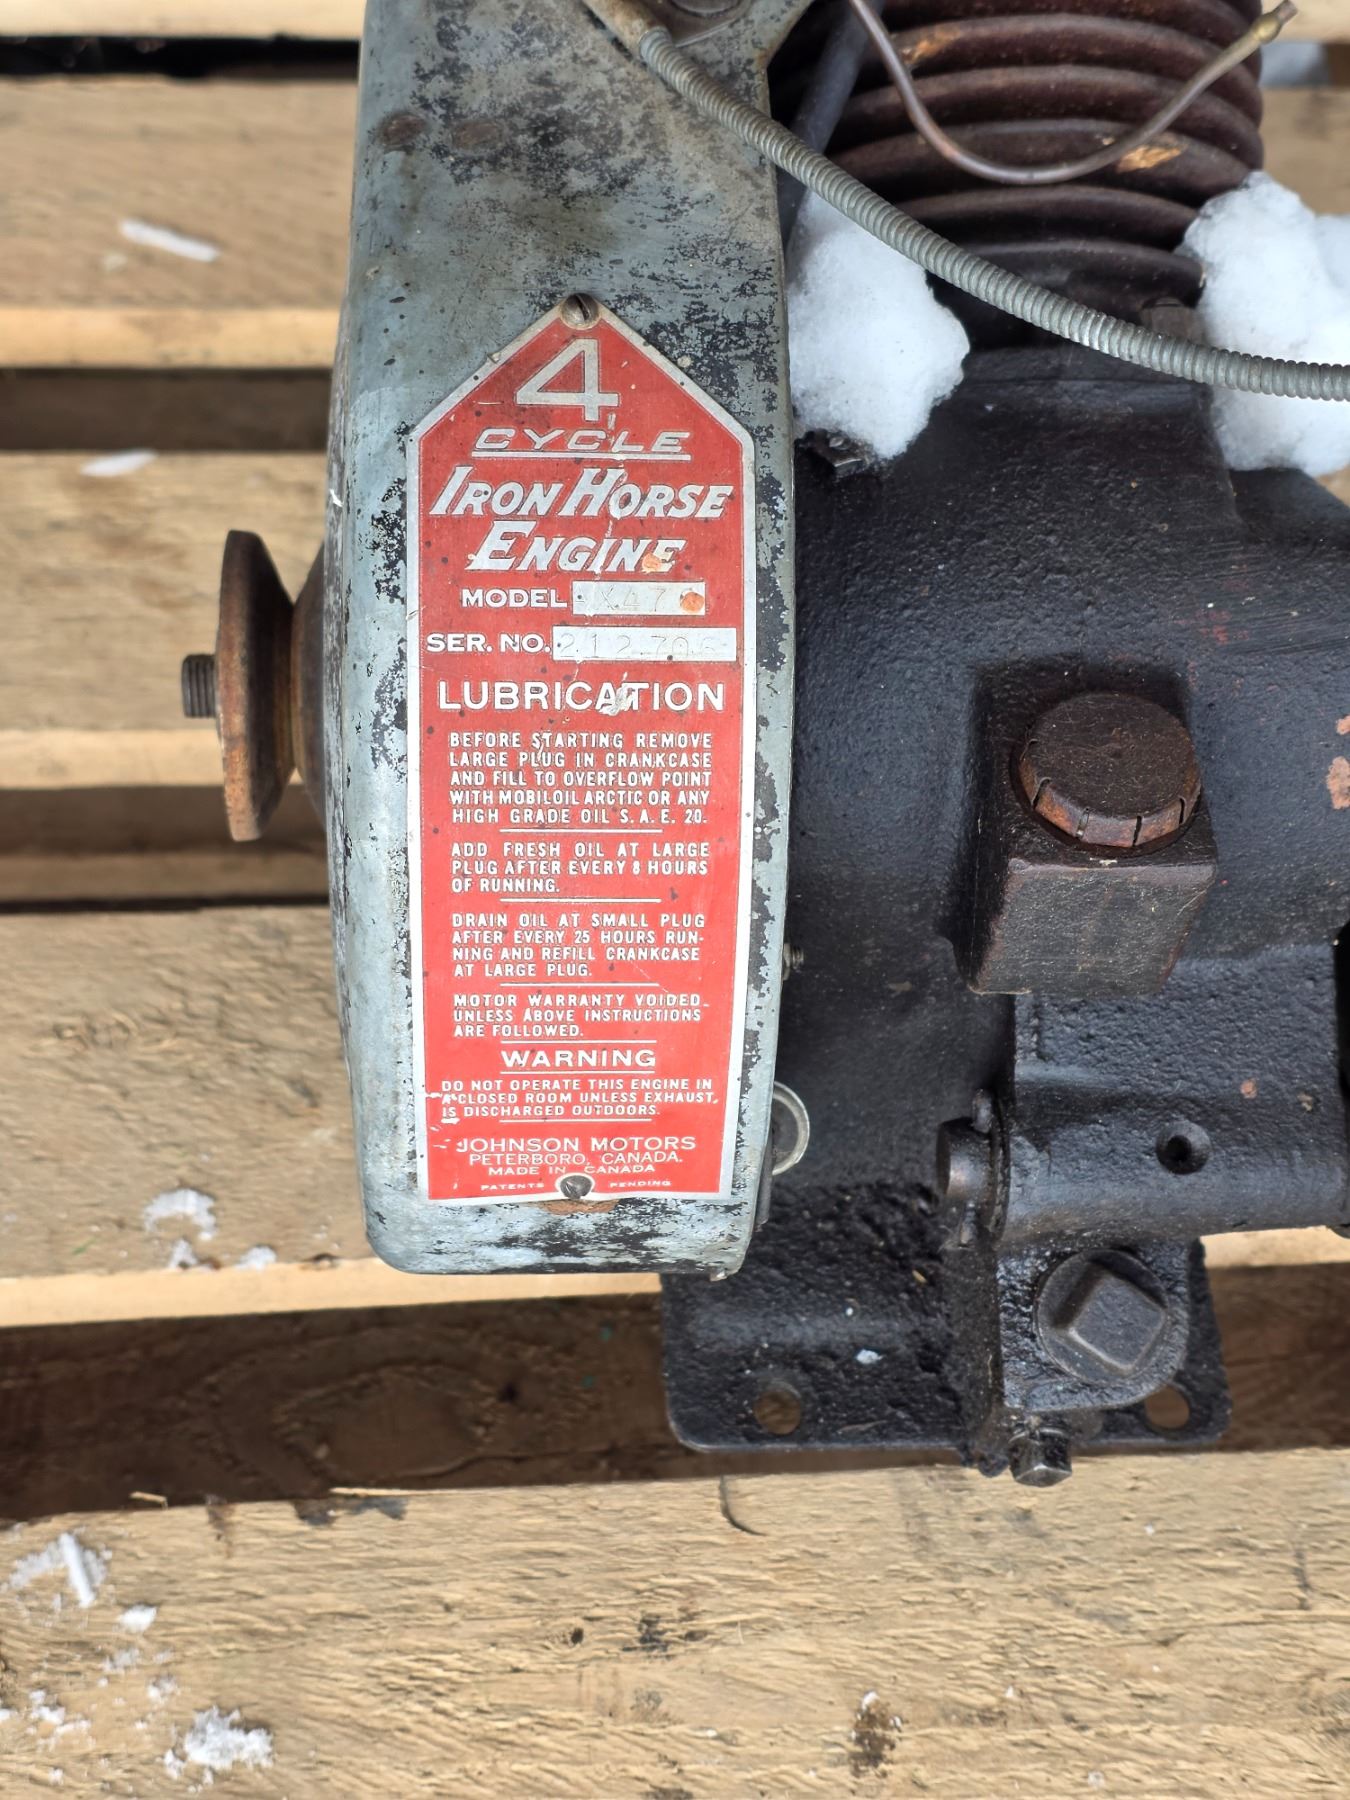 4
CYCLE
IRON HORSE
ENGINE
MODEL
SER. NO. 212706
LUBRICATION
BEFORE STARTING REMOVE
LARGE PLUG IN CRANKCASE
AND FILL TO OVERFLOW POINT
WITH MOBILOIL ARCTIC OR ANY
HIGH GRADE OIL S.A.E. 20.
ADD FRESH OIL AT LARGE
PLUG AFTER EVERY 8 HOURS
OF RUNNING.
DRAIN OIL AT SMALL PLUG
AFTER EVERY 25 HOURS RUN-
NING AND REFILL CRANKCASE
AT LARGE PLUG.
MOTOR WARRANTY VOIDED
UNLESS ABOVE INSTRUCTIONS
ARE FOLLOWED.
WARNING
DO NOT OPERATE THIS ENGINE IN
A CLOSED ROOM UNLESS EXHAUST
IS DISCHARGED OUTDOORS.
JOHNSON MOTORS
PETERBORO, CANADA.
MADE IN CANADA
PATENTS PENDING